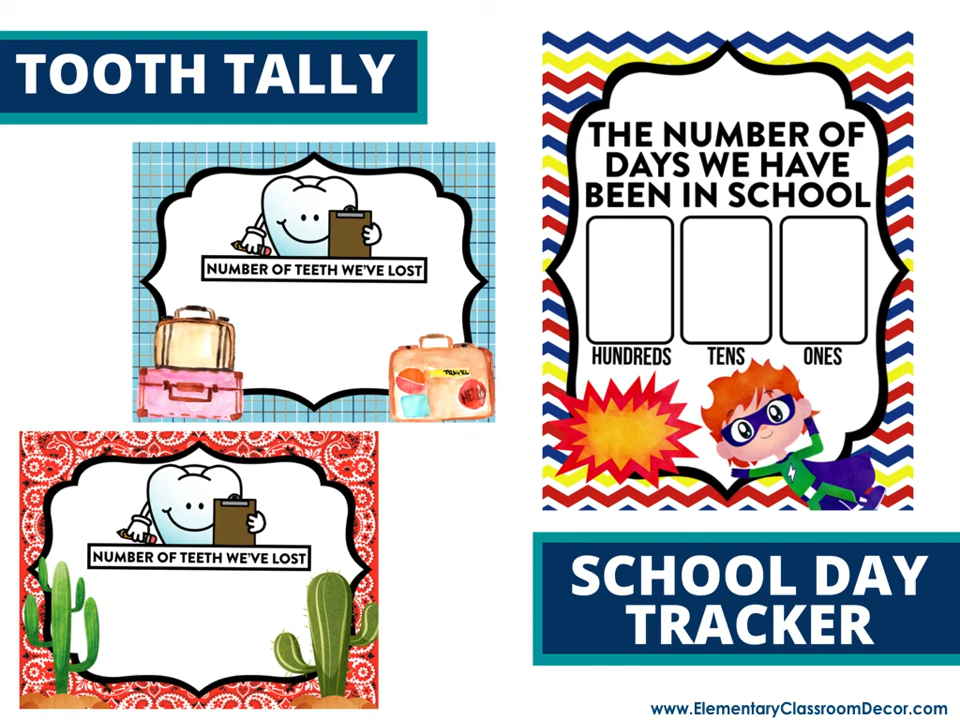 TOOTH TALLY
NUMBER OF TEETH WE'VE LOST
TRAVEL
HELLO
NUMBER OF TEETH WE'VE LOST
THE NUMBER OF
DAYS WE HAVE
BEEN IN SCHOOL
HUNDREDS TENS ONES
SCHOOL DAY
TRACKER
www.ElementaryClassroomDecor.com